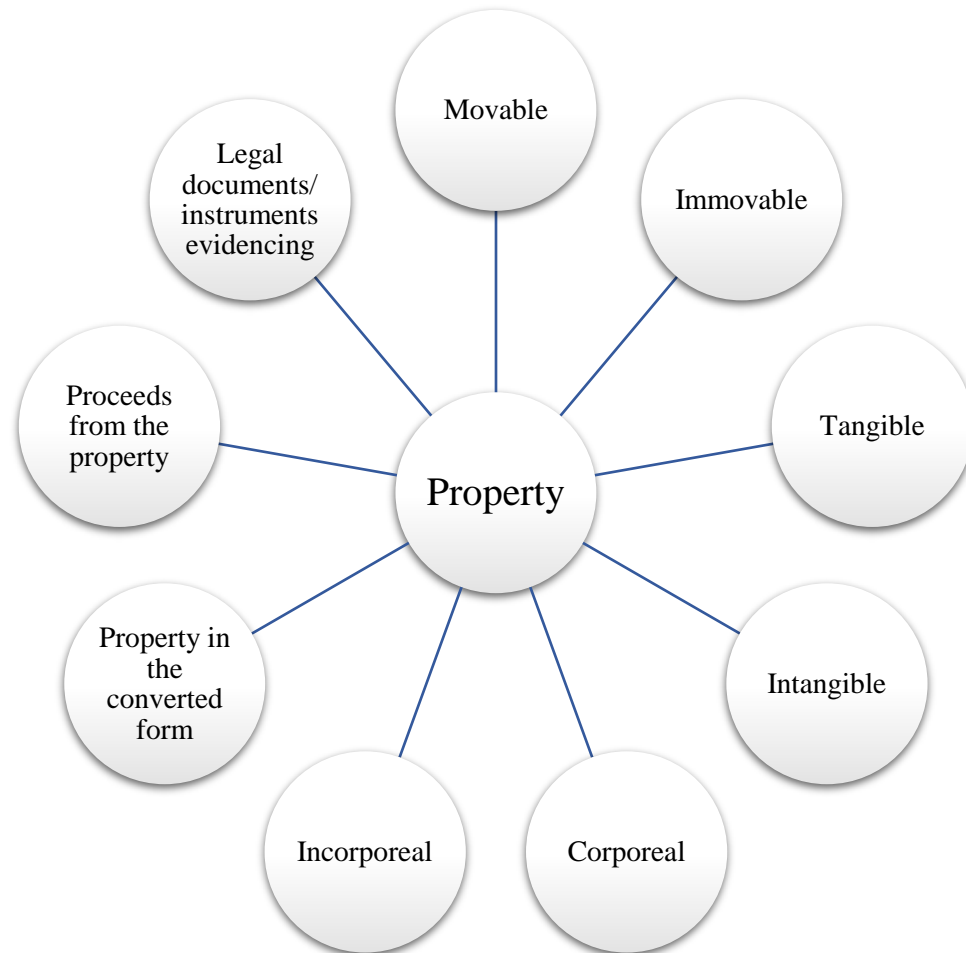 Movable
Legal
documents/
instruments
evidencing
Immovable
Proceeds
from the
property
Tangible
Property
Property in
the
converted
form
Intangible
Incorporeal
Corporeal